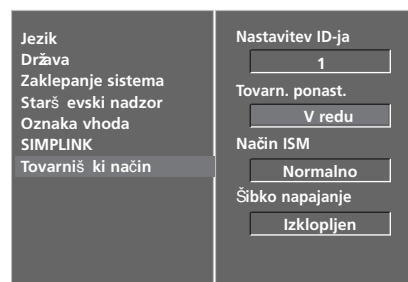 Jezik
Država
Zaklepanje sistema
Starš evski nadzor
Oznaka vhoda
SIMPLINK
Tovarniš ki način
Nastavitev ID-ja
1
Tovarn. ponast.
V redu
Način ISM
Normalno
Šibko napajanje
Izklopljen